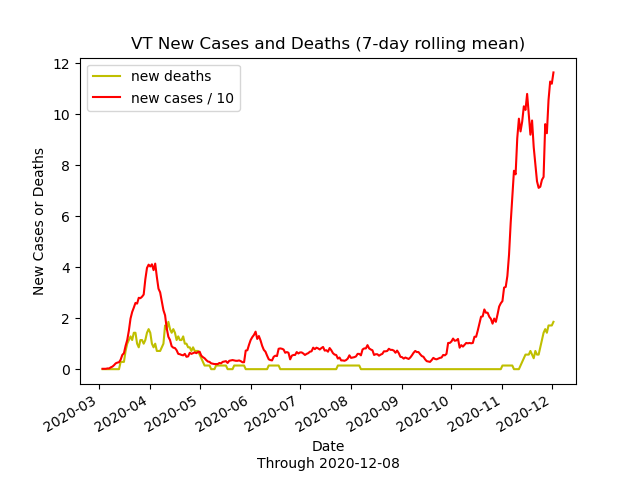 VT New Cases and Deaths (7-day rolling mean)
new deaths
new cases / 10
New Cases or Deaths
12
10
8
6
4
2
0
2020-03
2020-04
2020-05
2020-06
2020-07
2020-08
2020-09
2020-10
2020-11
2020-12
Date
Through 2020-12-08